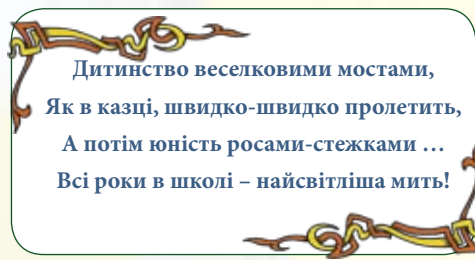 Дитинство веселковими мостами,
Як в казці, швидко-швидко пролетить,
А потім юність росами-стежками …
Всі роки в школі – найсвітліша мить!